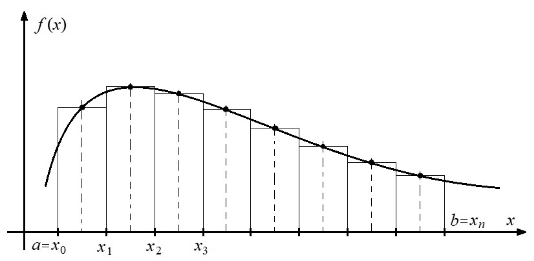 f(x)
b=xₙ x
a=x₀ x₁ x₂ x₃